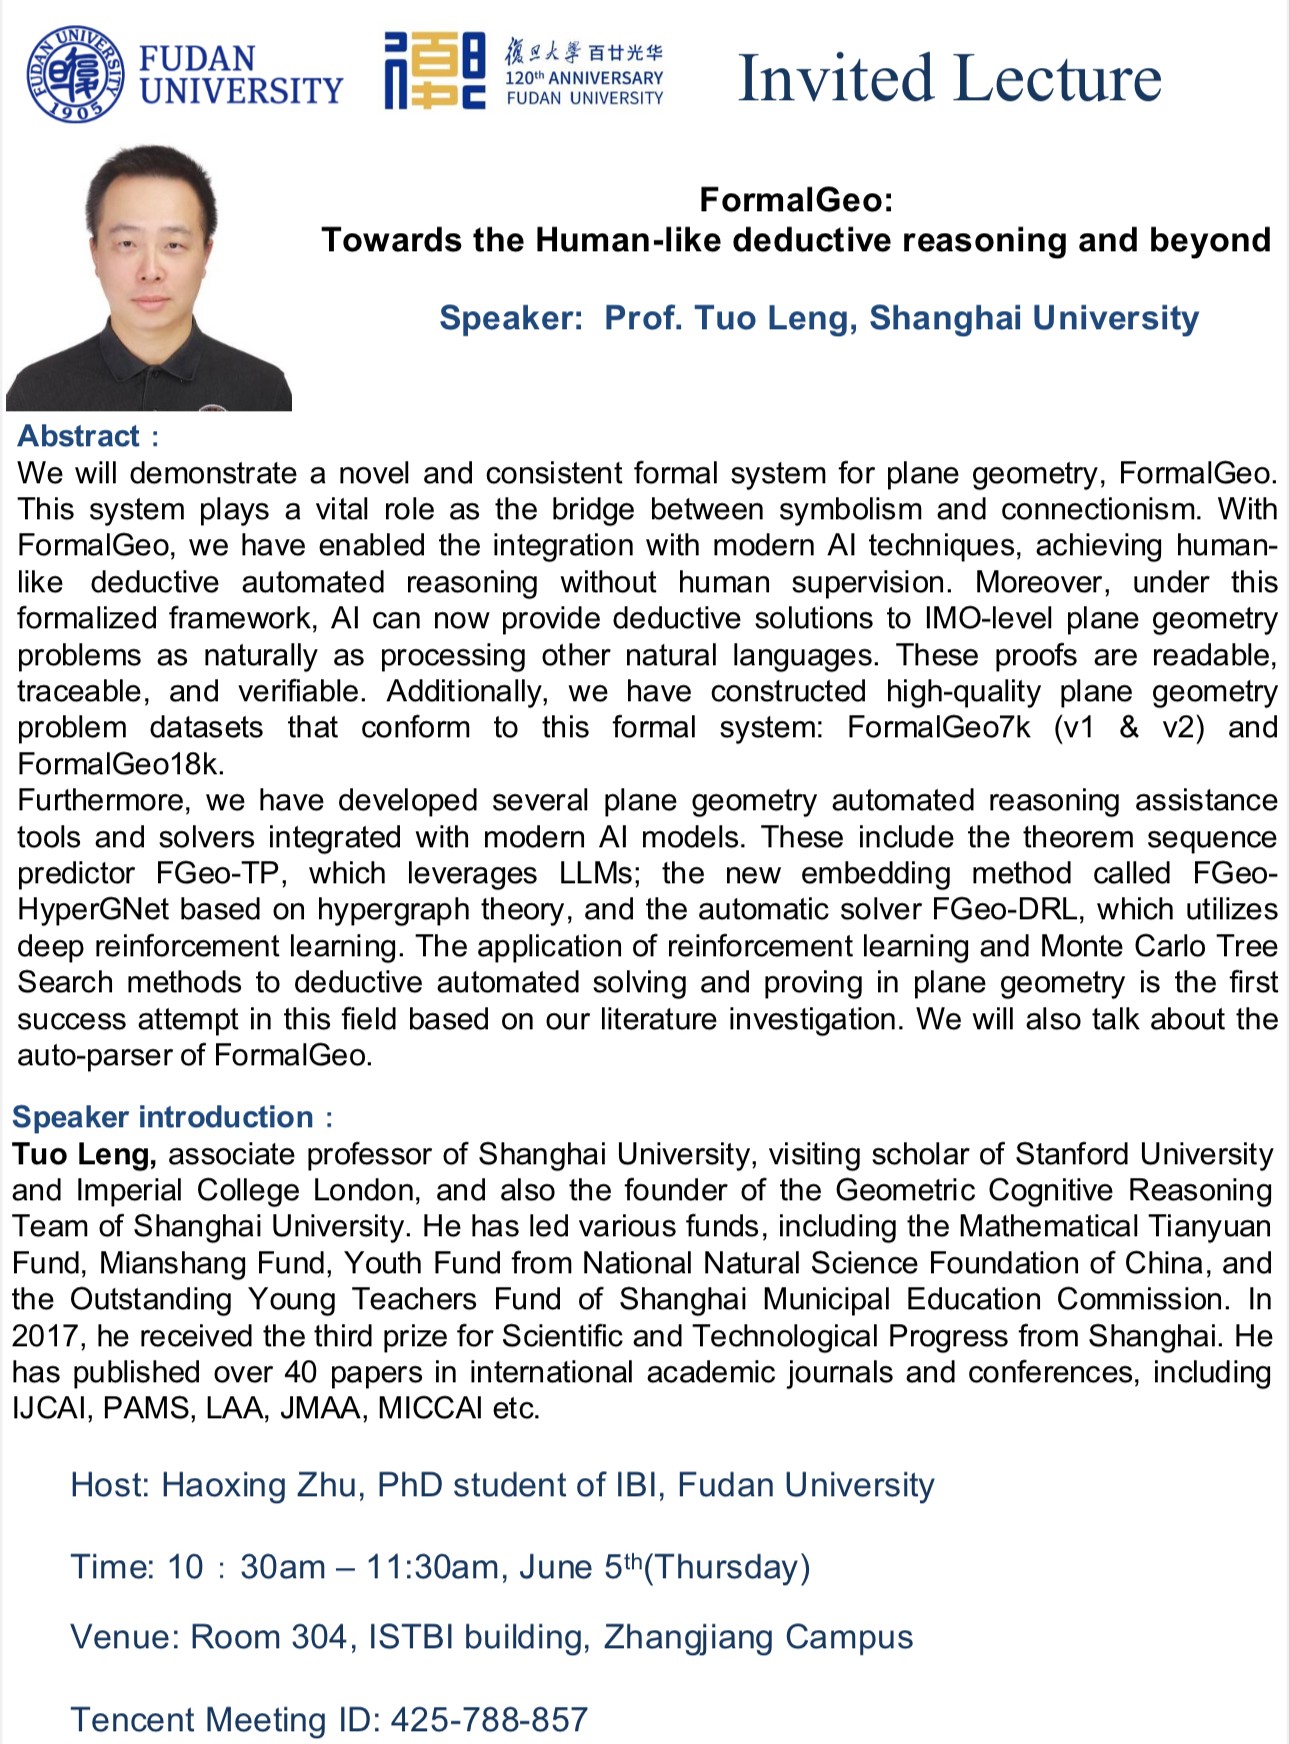 FUDAN UNIVERSITY
1905
FUDAN
UNIVERSITY
復旦大學 百廿光华
120th ANNIVERSARY
FUDAN UNIVERSITY
Invited Lecture
FormalGeo:
Towards the Human-like deductive reasoning and beyond
Speaker: Prof. Tuo Leng, Shanghai University
Abstract：
We will demonstrate a novel and consistent formal system for plane geometry, FormalGeo.
This system plays a vital role as the bridge between symbolism and connectionism. With
FormalGeo, we have enabled the integration with modern AI techniques, achieving human-
like deductive automated reasoning without human supervision. Moreover, under this
formalized framework, AI can now provide deductive solutions to IMO-level plane geometry
problems as naturally as processing other natural languages. These proofs are readable,
traceable, and verifiable. Additionally, we have constructed high-quality plane geometry
problem datasets that conform to this formal system: FormalGeo7k (v1 & v2) and
FormalGeo18k.
Furthermore, we have developed several plane geometry automated reasoning assistance
tools and solvers integrated with modern AI models. These include the theorem sequence
predictor FGeo-TP, which leverages LLMs; the new embedding method called FGeo-
HyperGNet based on hypergraph theory, and the automatic solver FGeo-DRL, which utilizes
deep reinforcement learning. The application of reinforcement learning and Monte Carlo Tree
Search methods to deductive automated solving and proving in plane geometry is the first
success attempt in this field based on our literature investigation. We will also talk about the
auto-parser of FormalGeo.
Speaker introduction：
Tuo Leng, associate professor of Shanghai University, visiting scholar of Stanford University
and Imperial College London, and also the founder of the Geometric Cognitive Reasoning
Team of Shanghai University. He has led various funds, including the Mathematical Tianyuan
Fund, Mianshang Fund, Youth Fund from National Natural Science Foundation of China, and
the Outstanding Young Teachers Fund of Shanghai Municipal Education Commission. In
2017, he received the third prize for Scientific and Technological Progress from Shanghai. He
has published over 40 papers in international academic journals and conferences, including
IJCAI, PAMS, LAA, JMAA, MICCAI etc.
Host: Haoxing Zhu, PhD student of IBI, Fudan University
Time: 10：30am – 11:30am, June 5th(Thursday)
Venue: Room 304, ISTBI building, Zhangjiang Campus
Tencent Meeting ID: 425-788-857